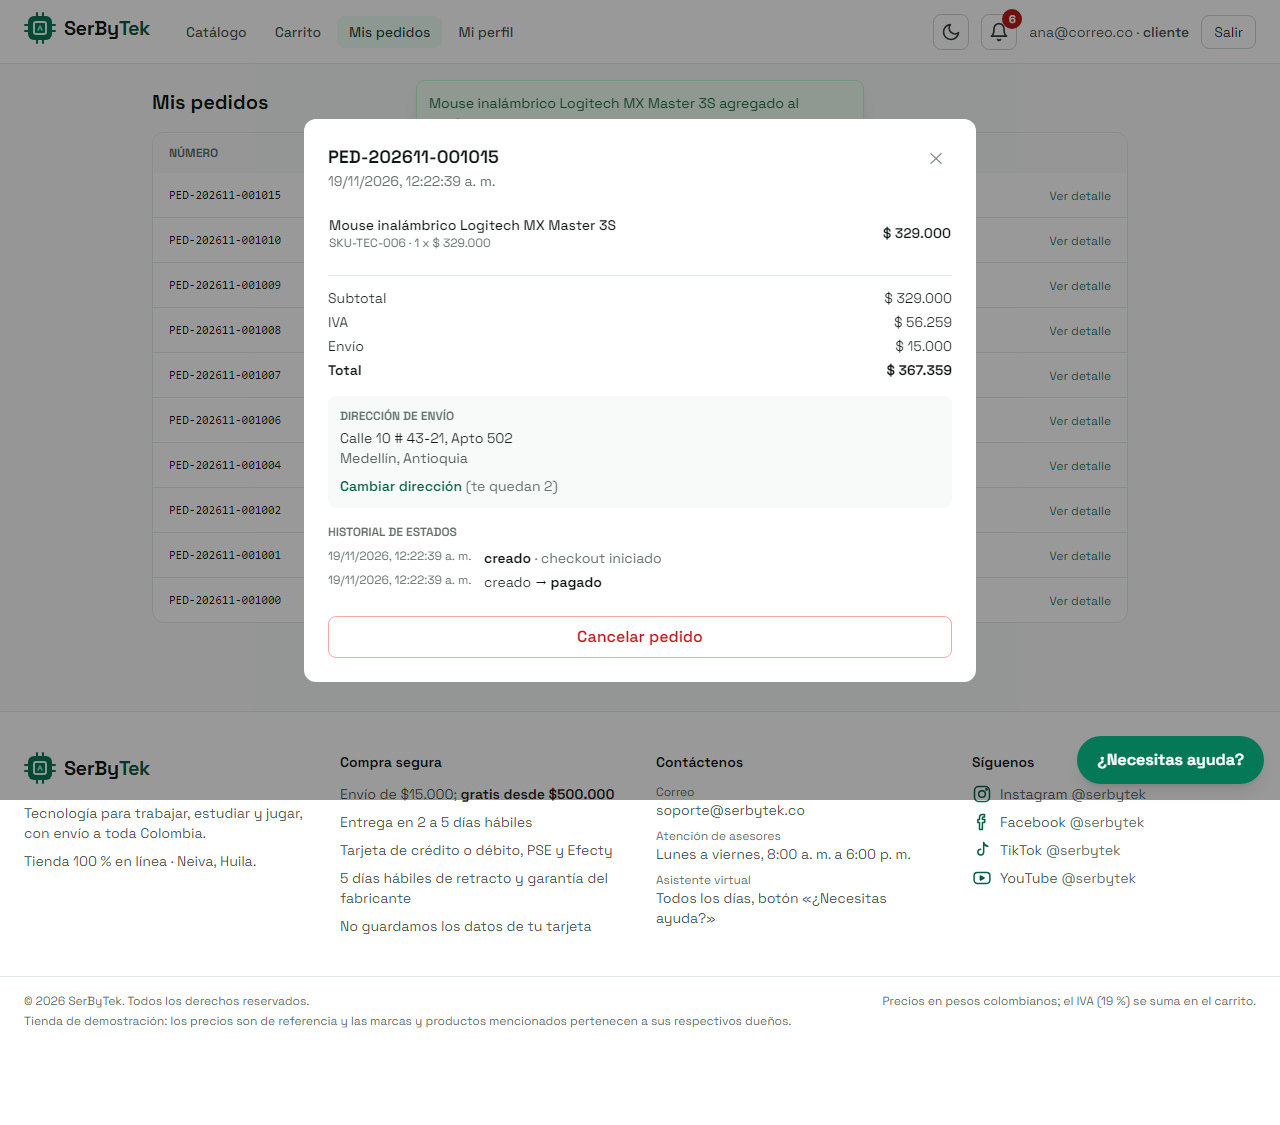 SerByTek
Catálogo
Carrito
Mis pedidos
Mi perfil
6
ana@correo.co · cliente
Salir
Mis pedidos
Mouse inalámbrico Logitech MX Master 3S agregado al
NÚMERO
PED-202611-001015
Ver detalle
PED-202611-001010
Ver detalle
PED-202611-001009
Ver detalle
PED-202611-001008
Ver detalle
PED-202611-001007
Ver detalle
PED-202611-001006
Ver detalle
PED-202611-001004
Ver detalle
PED-202611-001002
Ver detalle
PED-202611-001001
Ver detalle
PED-202611-001000
Ver detalle
PED-202611-001015
19/11/2026, 12:22:39 a. m.
Mouse inalámbrico Logitech MX Master 3S
SKU-TEC-006 · 1 x $ 329.000
$ 329.000
Subtotal $ 329.000
IVA $ 56.259
Envío $ 15.000
Total $ 367.359
DIRECCIÓN DE ENVÍO
Calle 10 # 43-21, Apto 502
Medellín, Antioquia
Cambiar dirección (te quedan 2)
HISTORIAL DE ESTADOS
19/11/2026, 12:22:39 a. m. creado · checkout iniciado
19/11/2026, 12:22:39 a. m. creado → pagado
Cancelar pedido
SerByTek
Tecnología para trabajar, estudiar y jugar,
con envío a toda Colombia.
Tienda 100 % en línea · Neiva, Huila.
Compra segura
Envío de $15.000; gratis desde $500.000
Entrega en 2 a 5 días hábiles
Tarjeta de crédito o débito, PSE y Efecty
5 días hábiles de retracto y garantía del
fabricante
No guardamos los datos de tu tarjeta
Contáctenos
Correo
soporte@serbytek.co
Atención de asesores
Lunes a viernes, 8:00 a. m. a 6:00 p. m.
Asistente virtual
Todos los días, botón «¿Necesitas
ayuda?»
Síguenos
Instagram @serbytek
Facebook @serbytek
TikTok @serbytek
YouTube @serbytek
¿Necesitas ayuda?
© 2026 SerByTek. Todos los derechos reservados.
Precios en pesos colombianos; el IVA (19 %) se suma en el carrito.
Tienda de demostración: los precios son de referencia y las marcas y productos mencionados pertenecen a sus respectivos dueños.